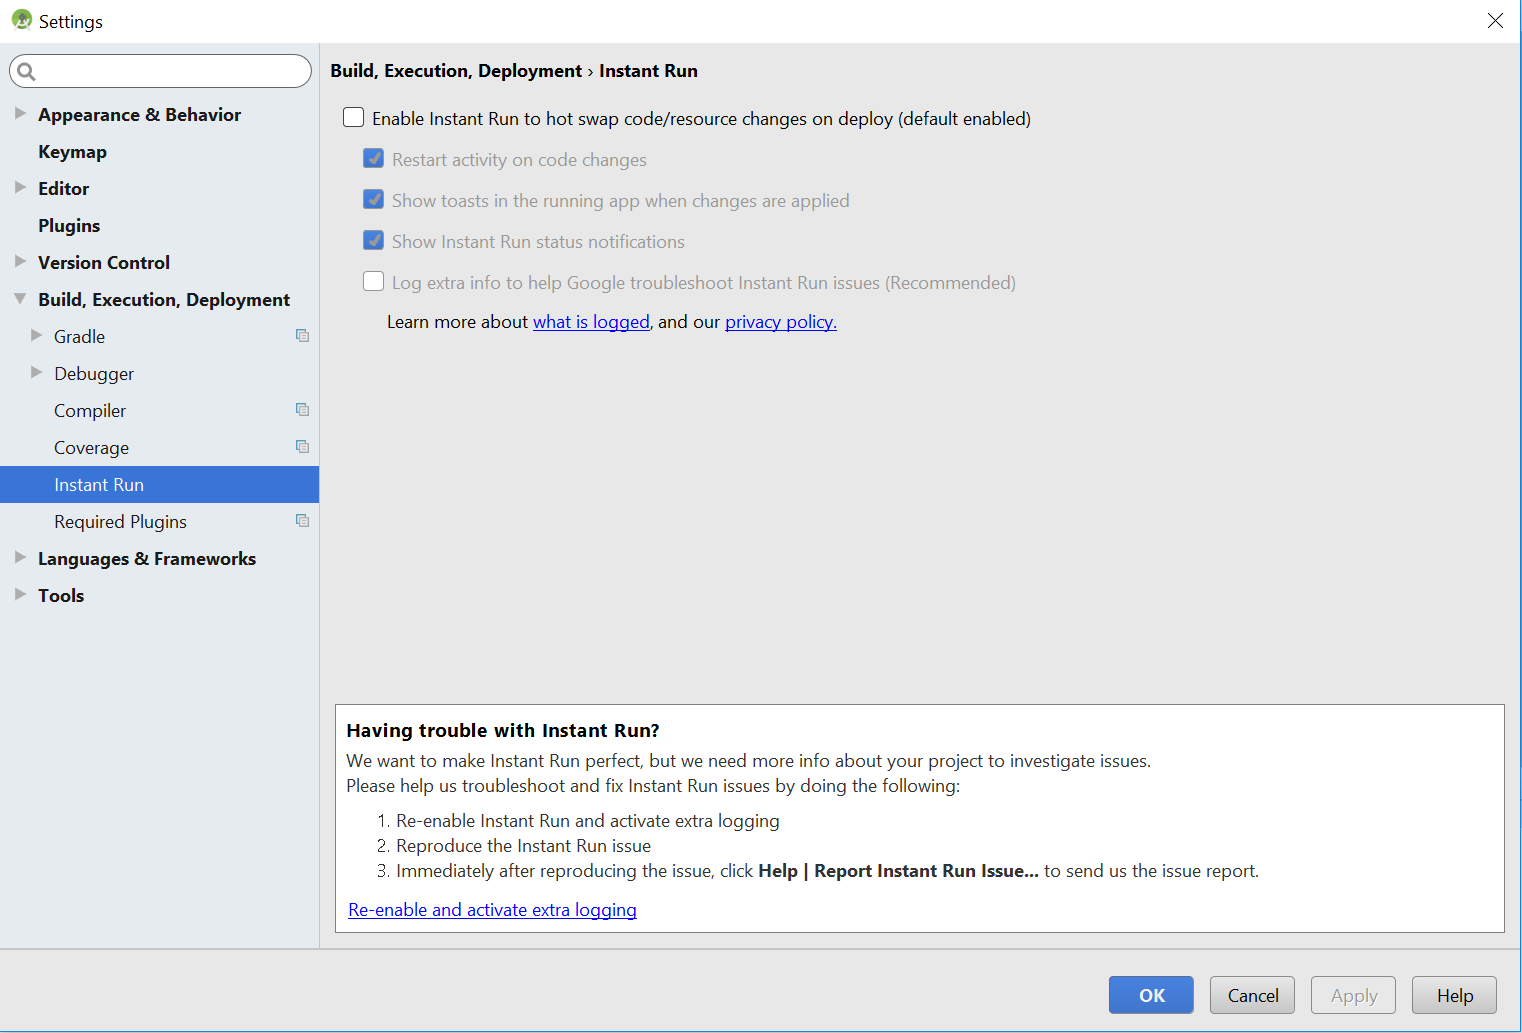 Settings
Build, Execution, Deployment › Instant Run
Appearance & Behavior
Keymap
Editor
Plugins
Version Control
Build, Execution, Deployment
Gradle
Debugger
Compiler
Coverage
Instant Run
Required Plugins
Languages & Frameworks
Tools
Enable Instant Run to hot swap code/resource changes on deploy (default enabled)
Restart activity on code changes
Show toasts in the running app when changes are applied
Show Instant Run status notifications
Log extra info to help Google troubleshoot Instant Run issues (Recommended)
Learn more about what is logged, and our privacy policy.
Having trouble with Instant Run?
We want to make Instant Run perfect, but we need more info about your project to investigate issues.
Please help us troubleshoot and fix Instant Run issues by doing the following:
1. Re-enable Instant Run and activate extra logging
2. Reproduce the Instant Run issue
3. Immediately after reproducing the issue, click Help | Report Instant Run Issue... to send us the issue report.
Re-enable and activate extra logging
OK Cancel Apply Help